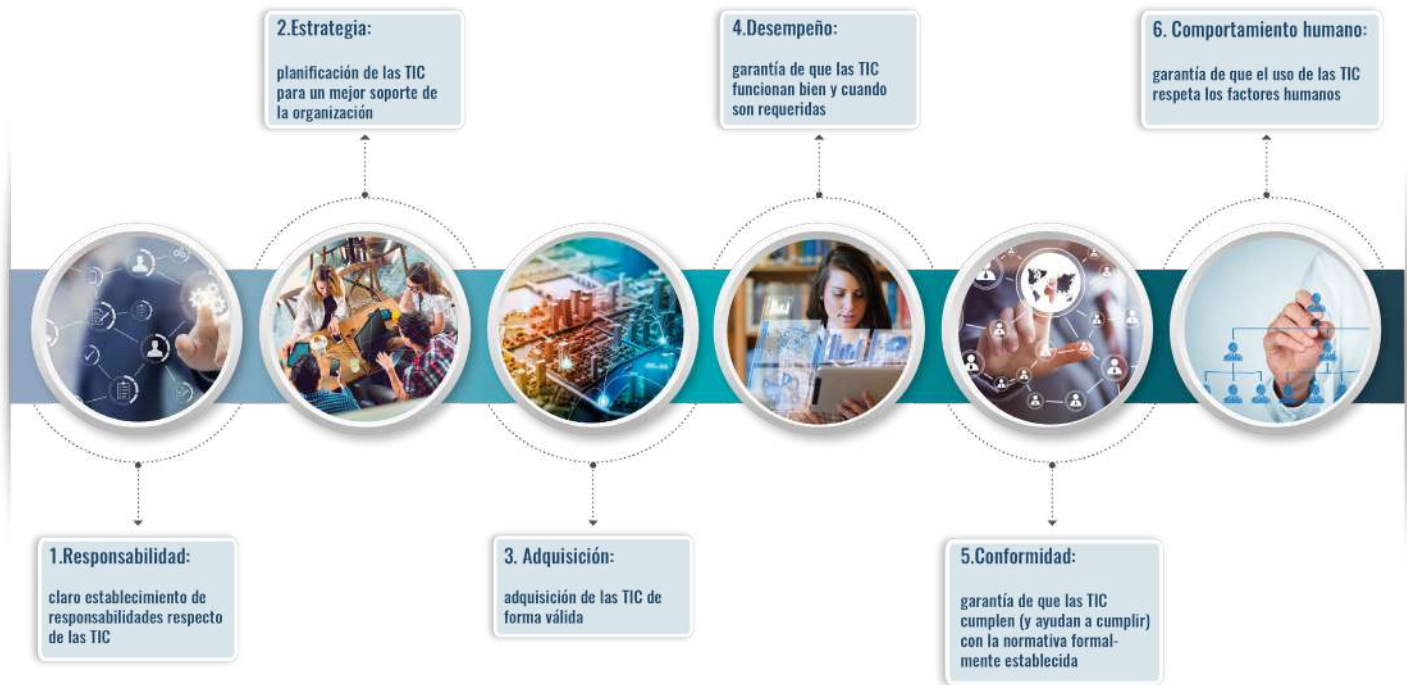 1.Responsabilidad:
claro establecimiento de
responsabilidades respecto
de las TIC
2.Estrategia:
planificación de las TIC
para un mejor soporte de
la organización
3. Adquisición:
adquisición de las TIC de
forma válida
4.Desempeño:
garantía de que las TIC
funcionan bien y cuando
son requeridas
5.Conformidad:
garantía de que las TIC
cumplen (y ayudan a cumplir)
con la normativa formal-
mente establecida
6. Comportamiento humano:
garantía de que el uso de las TIC
respeta los factores humanos